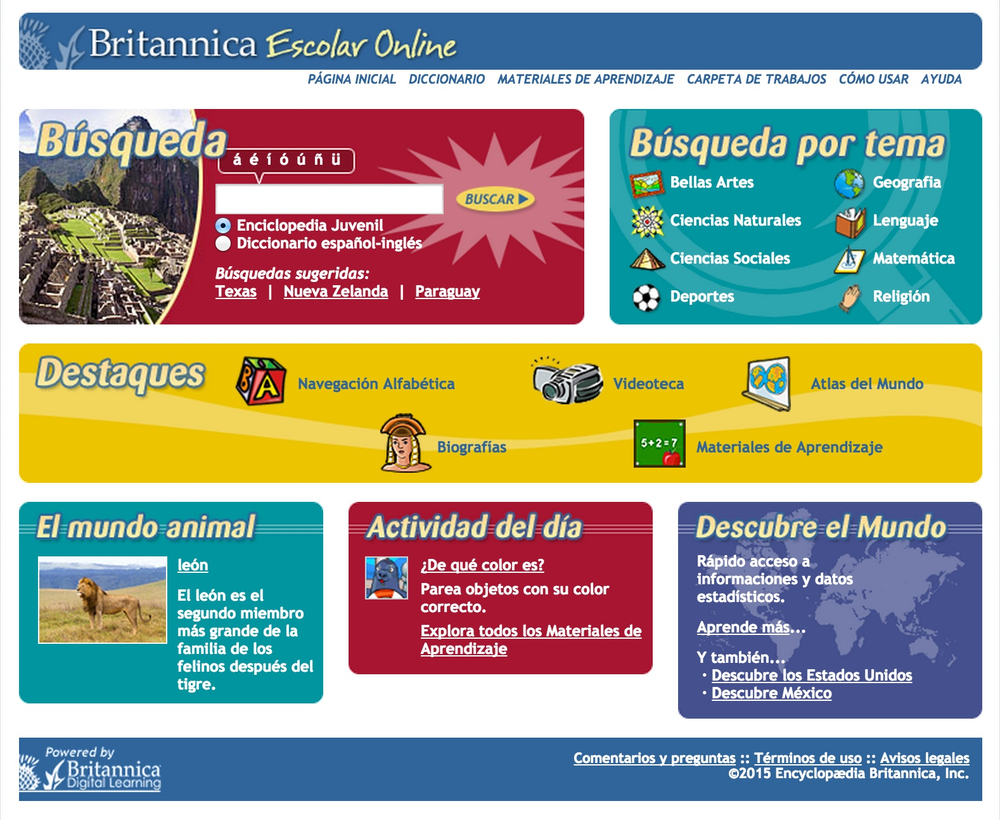 Britannica Escolar Online
PÁGINA INICIAL DICCIONARIO MATERIALES DE APRENDIZAJE CARPETA DE TRABAJOS CÓMO USAR AYUDA
Búsqueda
á é í ó ú ñ ü
BUSCAR
Enciclopedia Juvenil
Diccionario español-inglés
Búsquedas sugeridas:
Texas | Nueva Zelanda | Paraguay
Búsqueda por tema
Bellas Artes
Geografia
Ciencias Naturales
Lenguaje
Ciencias Sociales
Matemática
Deportes
Religión
Destaques
B A
Navegación Alfabética
Videoteca
Atlas del Mundo
Biografías
5+2=7
Materiales de Aprendizaje
El mundo animal
león
El león es el
segundo miembro
más grande de la
familia de los
felinos después del
tigre.
Actividad del día
¿De qué color es?
Parea objetos con su color
correcto.
Explora todos los Materiales de
Aprendizaje
Descubre el Mundo
Rápido acceso a
informaciones y datos
estadísticos.
Aprende más...
Y también...
· Descubre los Estados Unidos
· Descubre México
Powered by
Britannica
Digital Learning
Comentarios y preguntas :: Términos de uso :: Avisos legales
©2015 Encyclopædia Britannica, Inc.